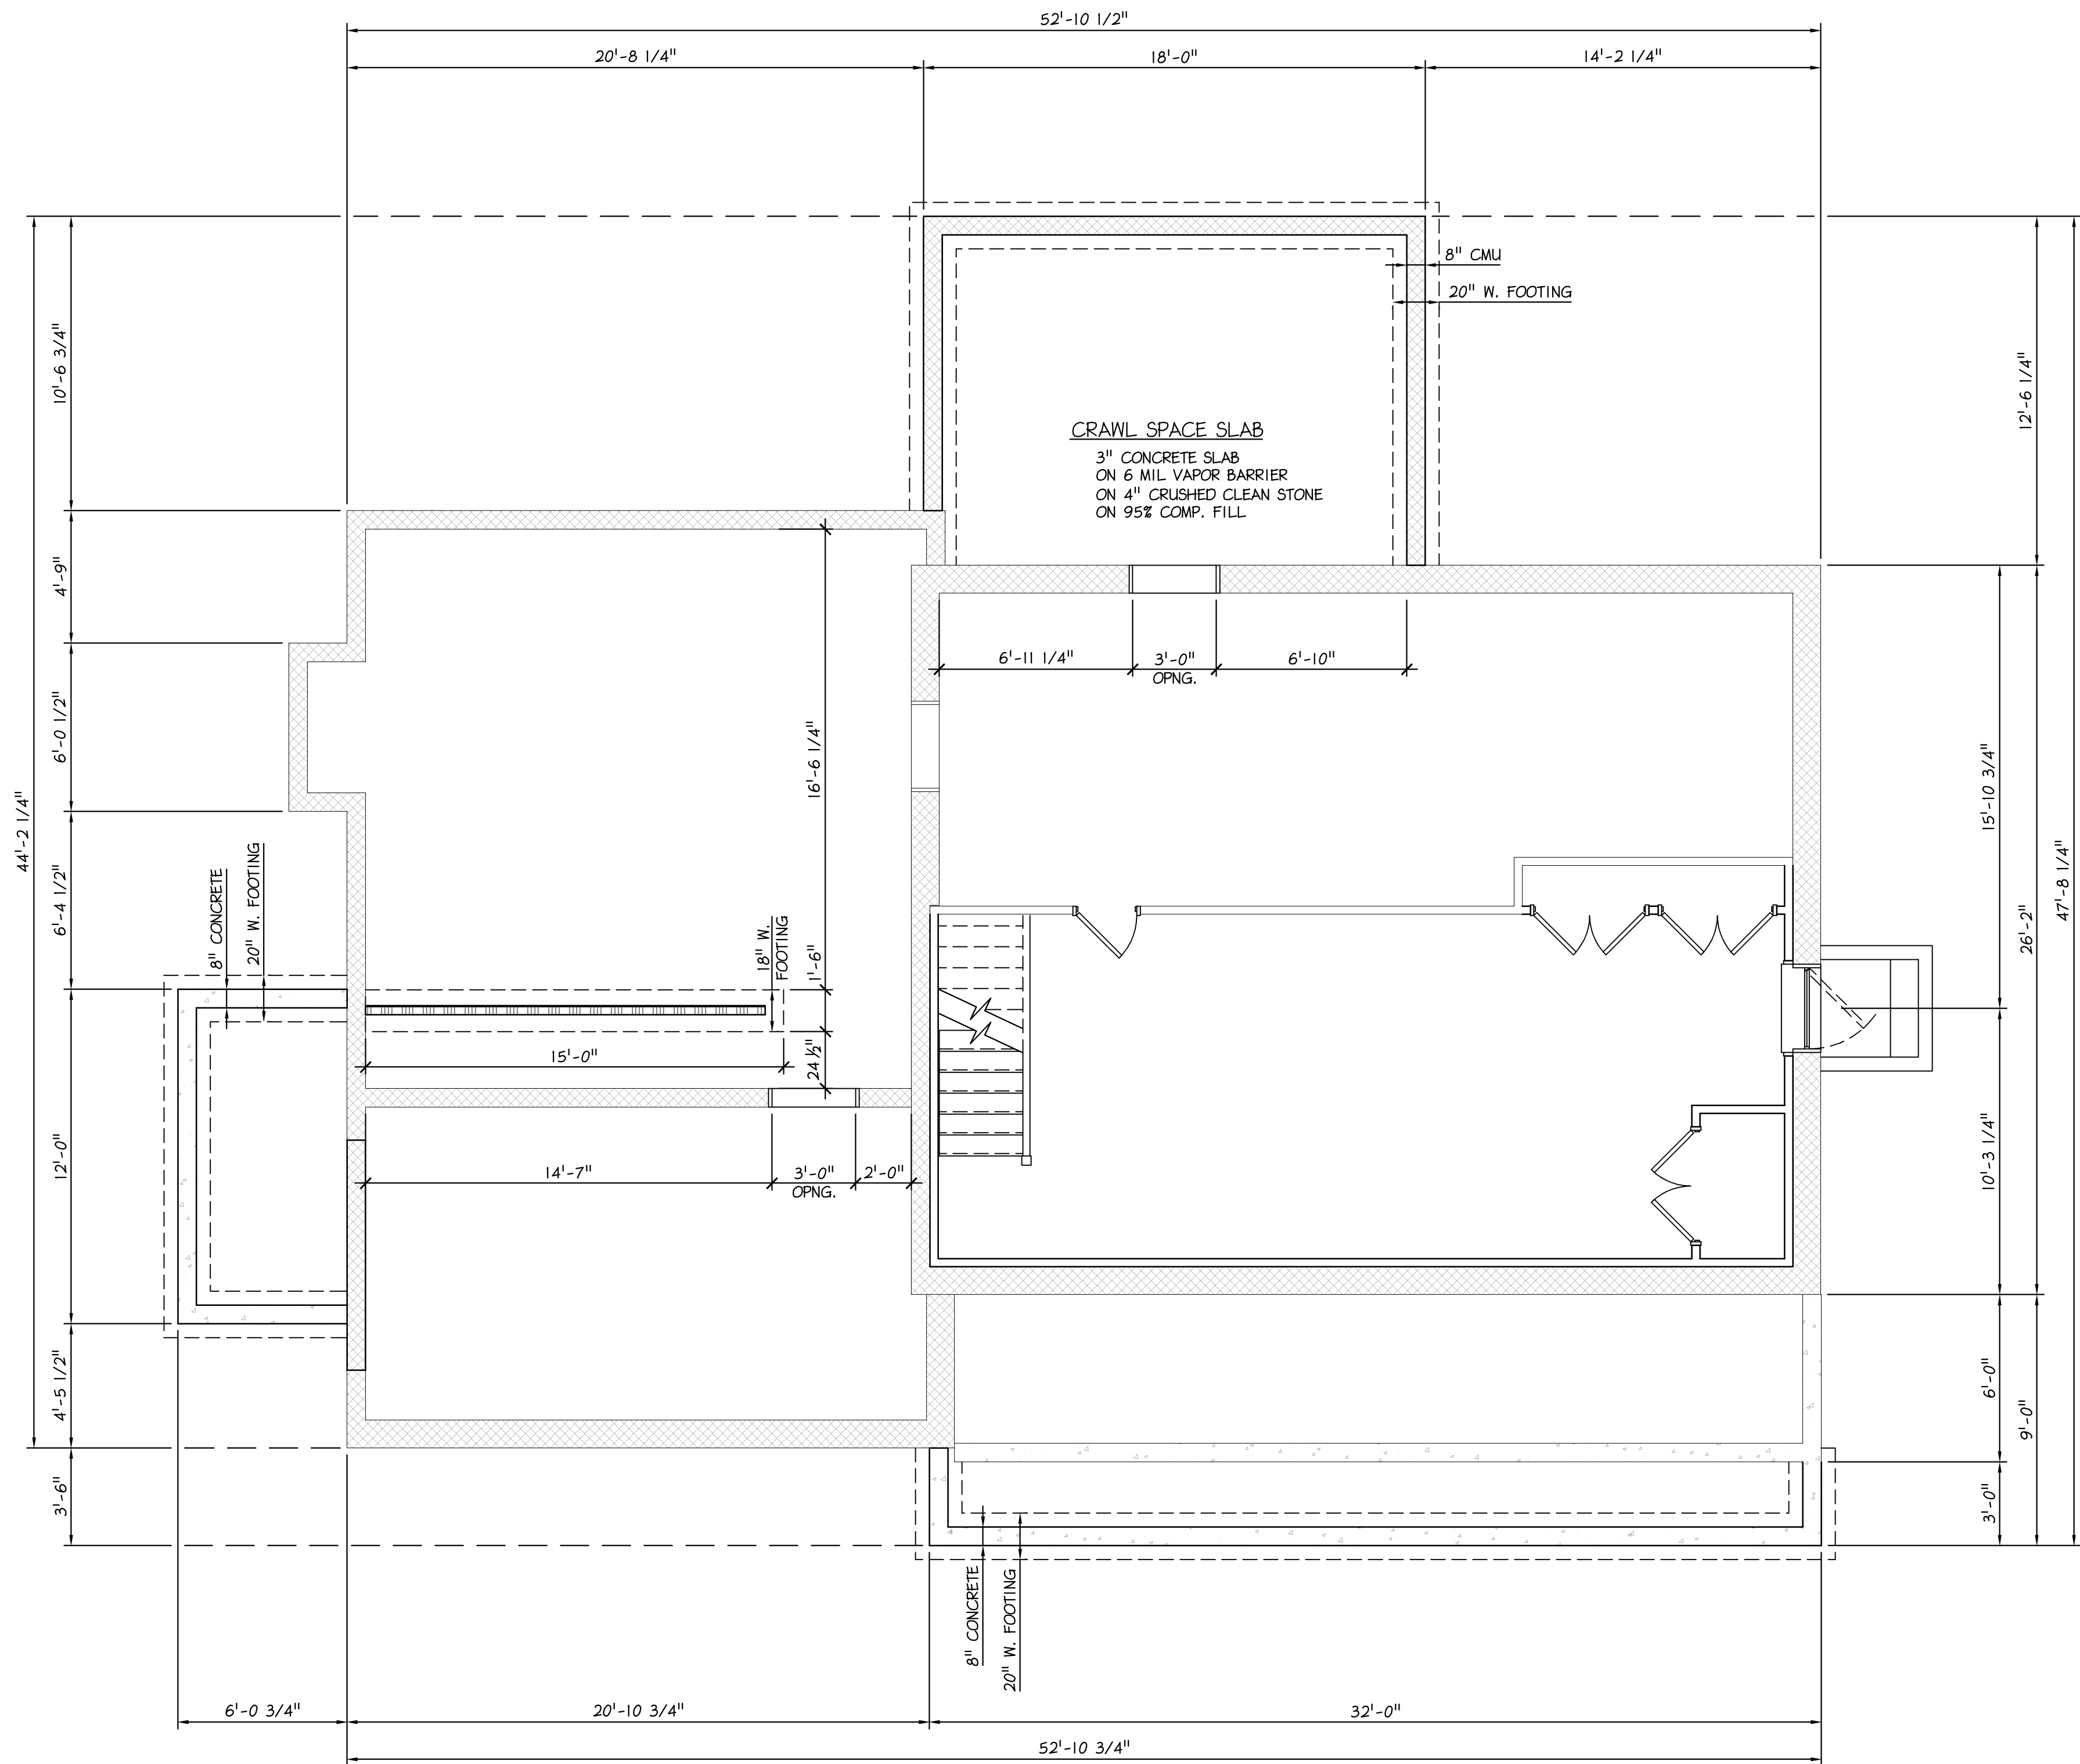 52'-10 1/2"
20'-8 1/4"
18'-0"
14'-2 1/4"
8" CMU
20" W. FOOTING
10'-6 3/4"
12'-6 1/4"
CRAWL SPACE SLAB
3" CONCRETE SLAB
ON 6 MIL VAPOR BARRIER
ON 4" CRUSHED CLEAN STONE
ON 95% COMP. FILL
4'-9"
6'-11 1/4"
3'-0"
OPNG.
6'-10"
6'-0 1/2"
16'-6 1/4"
15'-10 3/4"
44'-2 1/4"
47'-8 1/4"
6'-4 1/2"
8" CONCRETE
20" W. FOOTING
18" W.
FOOTING
1'-6"
26'-2"
15'-0"
24 ½"
12'-0"
14'-7"
3'-0"
OPNG.
2'-0"
10'-3 1/4"
4'-5 1/2"
6'-0"
9'-0"
3'-6"
3'-0"
8" CONCRETE
20" W. FOOTING
6'-0 3/4"
20'-10 3/4"
32'-0"
52'-10 3/4"